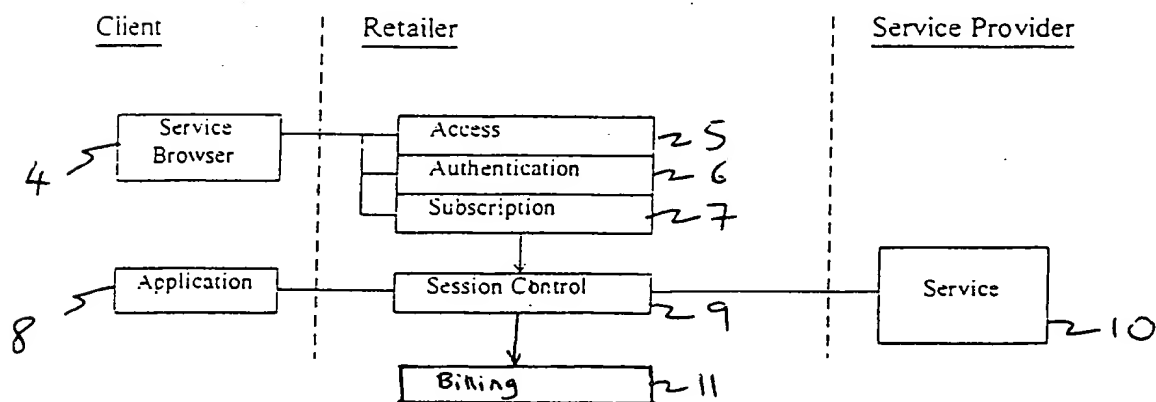 Client Retailer Service Provider
Service
Browser
4
Access
5
Authentication
6
Subscription
7
Application
8
Session Control
9
Service
10
Billing
11